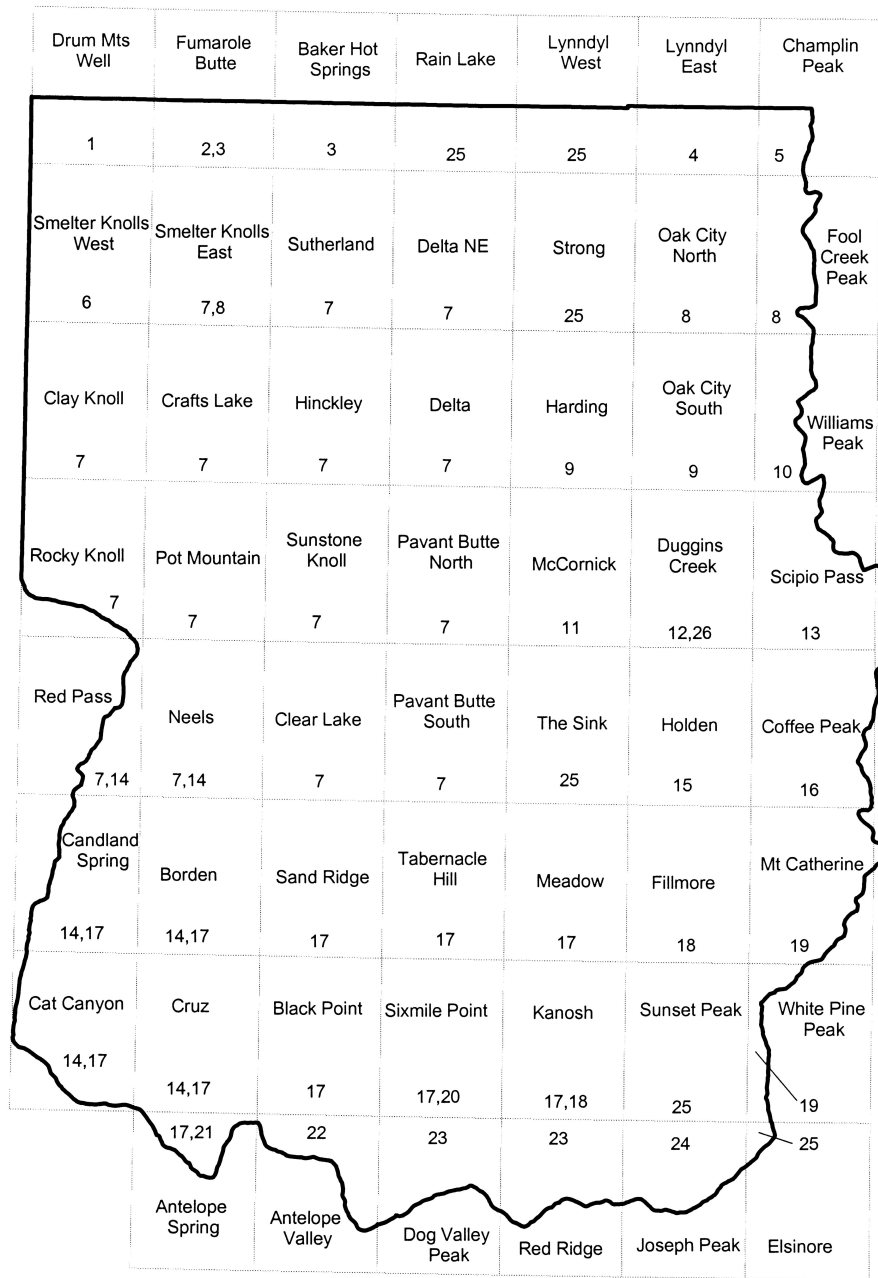 Drum Mts
Well
Fumarole
Butte
Baker Hot
Springs
Rain Lake
Lynndyl
West
Lynndyl
East
Champlin
Peak
1
2,3
3
25
25
4
5
Smelter Knolls
West
Smelter Knolls
East
Sutherland
Delta NE
Strong
Oak City
North
Fool
Creek
Peak
6
7,8
7
7
25
8
8
Clay Knoll
Crafts Lake
Hinckley
Delta
Harding
Oak City
South
Williams
Peak
7
7
7
7
9
9
10
Rocky Knoll
Pot Mountain
Sunstone
Knoll
Pavant Butte
North
McCornick
Duggins
Creek
Scipio Pass
7
7
7
7
11
12,26
13
Red Pass
Neels
Clear Lake
Pavant Butte
South
The Sink
Holden
Coffee Peak
7,14
7,14
7
7
25
15
16
Candland
Spring
Borden
Sand Ridge
Tabernacle
Hill
Meadow
Fillmore
Mt Catherine
14,17
14,17
17
17
17
18
19
Cat Canyon
Cruz
Black Point
Sixmile Point
Kanosh
Sunset Peak
White Pine
Peak
14,17
14,17
17
17,20
17,18
25
19
17,21
22
23
23
24
25
Antelope
Spring
Antelope
Valley
Dog Valley
Peak
Red Ridge
Joseph Peak
Elsinore